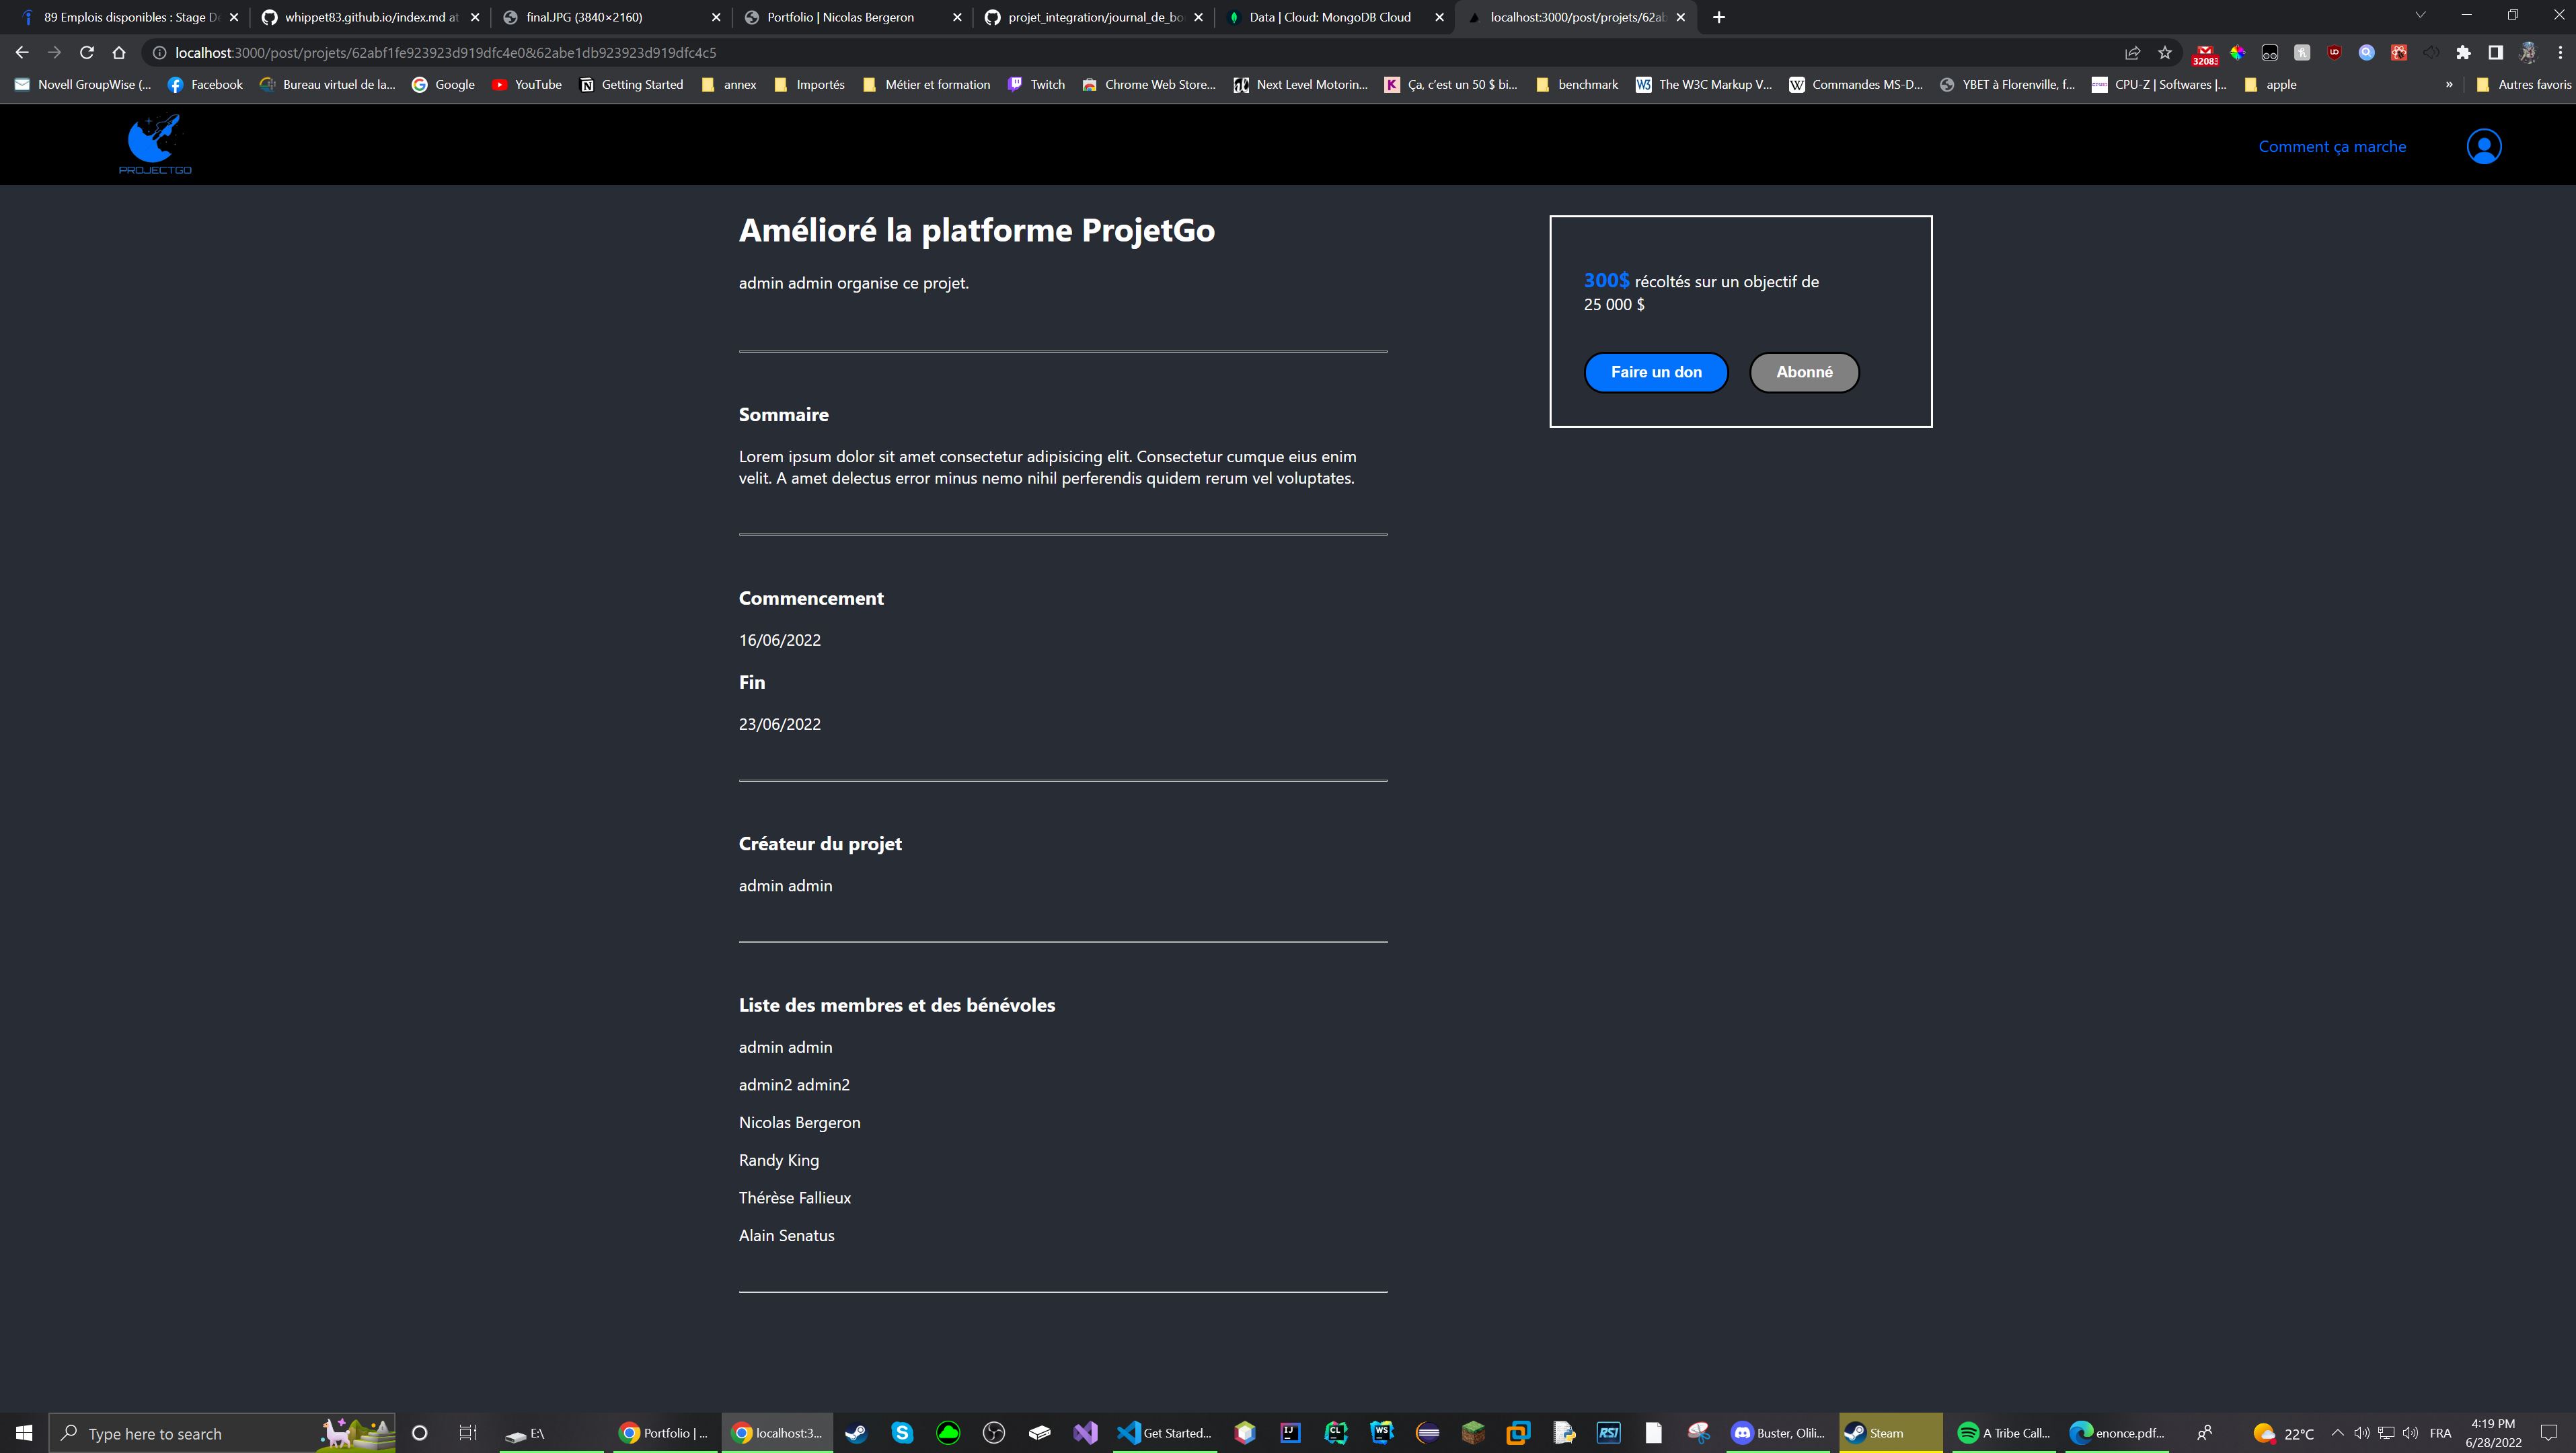 89 Emplois disponibles : Stage D
whippet83.github.io/index.md at
final.JPG (3840×2160)
Portfolio | Nicolas Bergeron
projet_integration/journal_de_bo
Data | Cloud: MongoDB Cloud
localhost:3000/post/projets/62ab
localhost:3000/post/projets/62abf1fe923923d919dfc4e0&62abe1db923923d919dfc4c5
32083
Novell GroupWise (...
Facebook
Bureau virtuel de la...
Google
YouTube
Getting Started
annex
Importés
Métier et formation
Twitch
Chrome Web Store...
Next Level Motorin...
Ça, c'est un 50 $ bi...
benchmark
The W3C Markup V...
Commandes MS-D...
YBET à Florenville, f...
CPU-Z | Softwares |...
apple
»
Autres favoris
PROJECTGO
Comment ça marche
Amélioré la platforme ProjetGo
admin admin organise ce projet.
300$ récoltés sur un objectif de
25 000 $
Faire un don
Abonné
Sommaire
Lorem ipsum dolor sit amet consectetur adipisicing elit. Consectetur cumque eius enim
velit. A amet delectus error minus nemo nihil perferendis quidem rerum vel voluptates.
Commencement
16/06/2022
Fin
23/06/2022
Créateur du projet
admin admin
Liste des membres et des bénévoles
admin admin
admin2 admin2
Nicolas Bergeron
Randy King
Thérèse Fallieux
Alain Senatus
Type here to search
E:\
Portfolio | ...
localhost:3...
Get Started...
IJ
CL
WS
RSI
Buster, Olili...
Steam
A Tribe Call...
enonce.pdf...
22°C
FRA
4:19 PM
6/28/2022